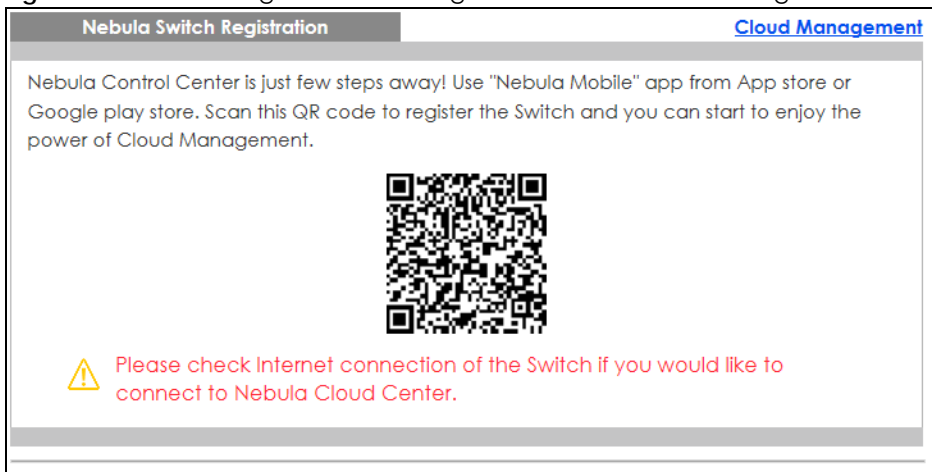 Nebula Switch Registration
Cloud Management
Nebula Control Center is just few steps away! Use "Nebula Mobile" app from App store or
Google play store. Scan this QR code to register the Switch and you can start to enjoy the
power of Cloud Management.
Please check Internet connection of the Switch if you would like to
connect to Nebula Cloud Center.